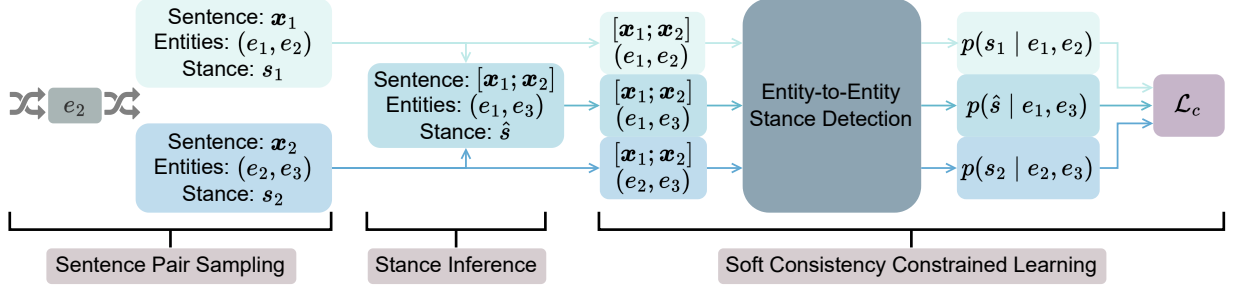 e₂
Sentence: x₁
Entities: (e₁, e₂)
Stance: s₁
Sentence: x₂
Entities: (e₂, e₃)
Stance: s₂
Sentence: [x₁; x₂]
Entities: (e₁, e₃)
Stance: ŝ
[x₁; x₂]
(e₁, e₂)
[x₁; x₂]
(e₁, e₃)
[x₁; x₂]
(e₂, e₃)
Entity-to-Entity
Stance Detection
p(s₁ | e₁, e₂)
p(ŝ | e₁, e₃)
p(s₂ | e₂, e₃)
ℒc
Sentence Pair Sampling
Stance Inference
Soft Consistency Constrained Learning